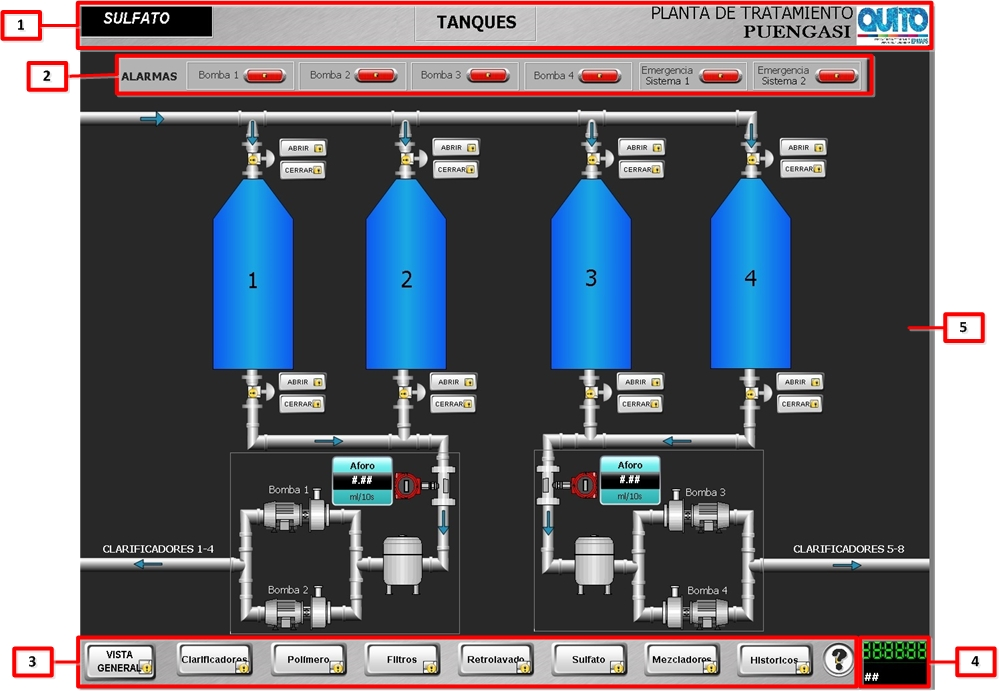 1
SULFATO
TANQUES
PLANTA DE TRATAMIENTO
PUENGASI
QUITO
2
ALARMAS
Bomba 1
Bomba 2
Bomba 3
Bomba 4
Emergencia
Sistema 1
Emergencia
Sistema 2
ABRIR
CERRAR
ABRIR
CERRAR
ABRIR
CERRAR
ABRIR
CERRAR
1
2
3
4
5
ABRIR
CERRAR
ABRIR
CERRAR
ABRIR
CERRAR
ABRIR
CERRAR
Aforo
#.##
ml/10s
Aforo
#.##
ml/10s
Bomba 1
Bomba 3
CLARIFICADORES 1-4
CLARIFICADORES 5-8
Bomba 2
Bomba 4
3
VISTA
GENERAL
Clarificadores
Polímero
Filtros
Retrolavado
Sulfato
Mezcladores
Historicos
?
888888
##
4